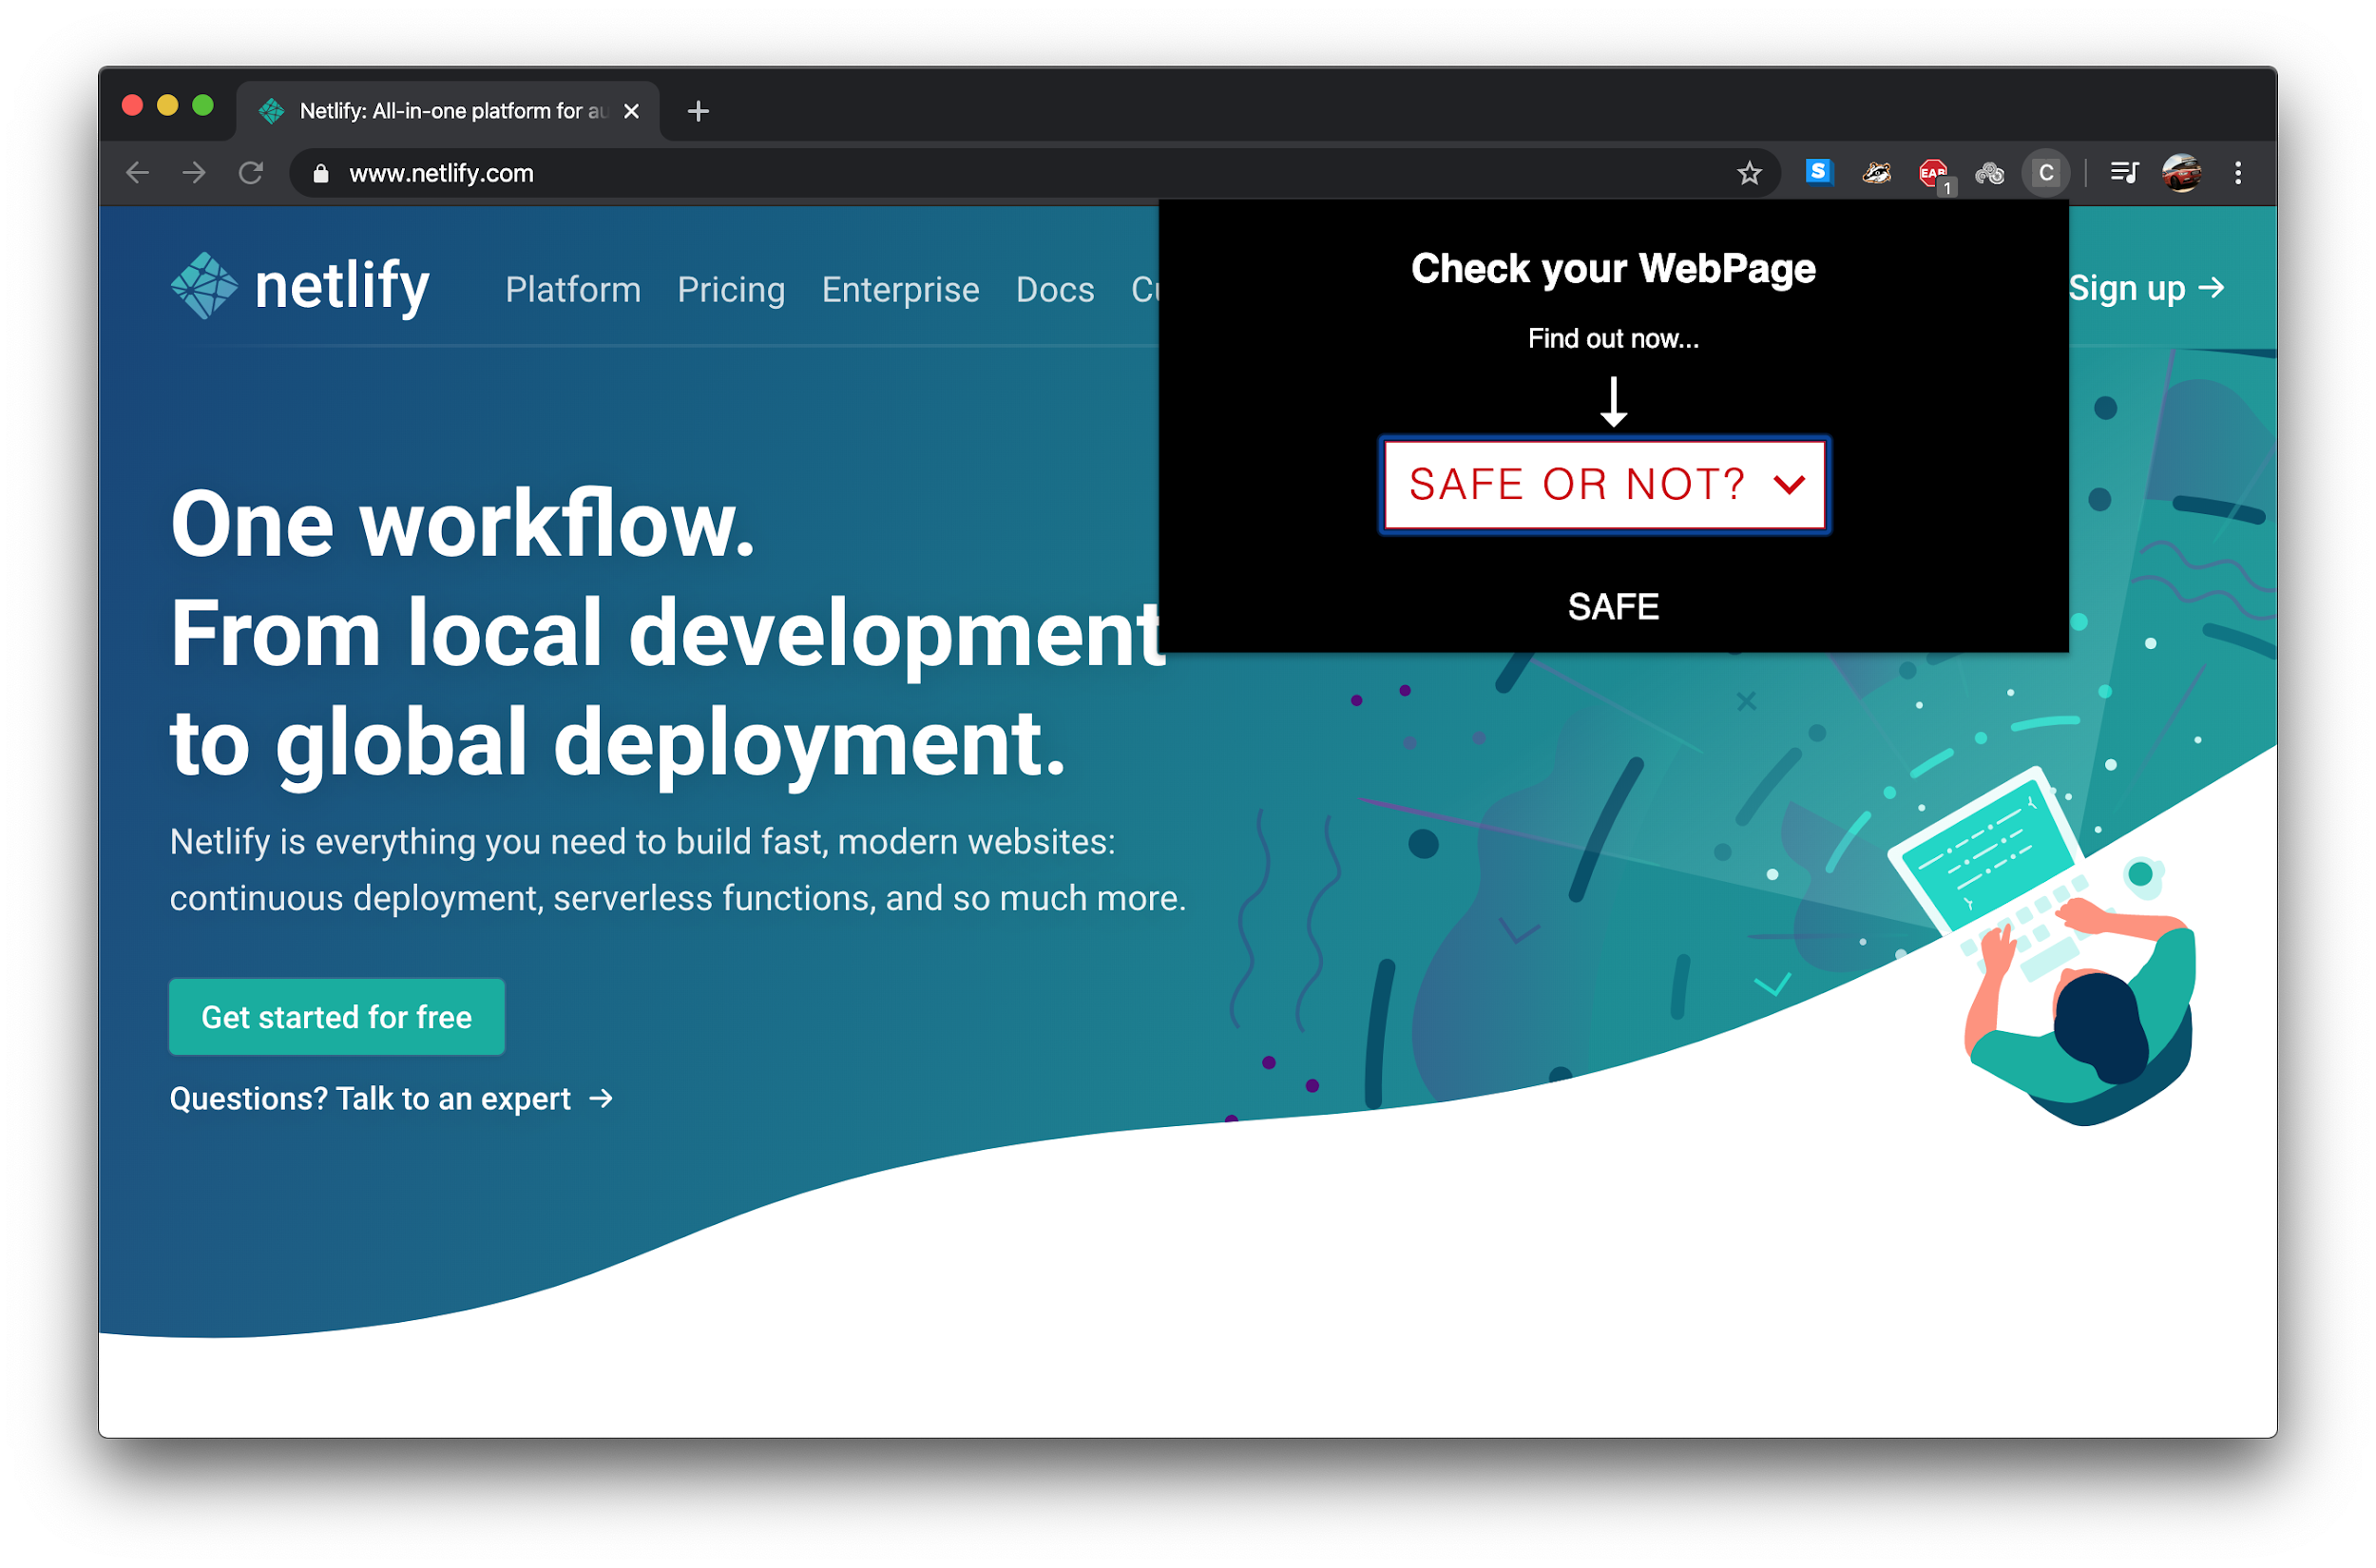 Netlify: All-in-one platform for au
www.netlify.com
S
EAB
1
C
netlify
Platform Pricing Enterprise Docs Cu
Sign up →
Check your WebPage
Find out now...
SAFE OR NOT?
SAFE
One workflow.
From local development
to global deployment.
Netlify is everything you need to build fast, modern websites:
continuous deployment, serverless functions, and so much more.
Get started for free
Questions? Talk to an expert →